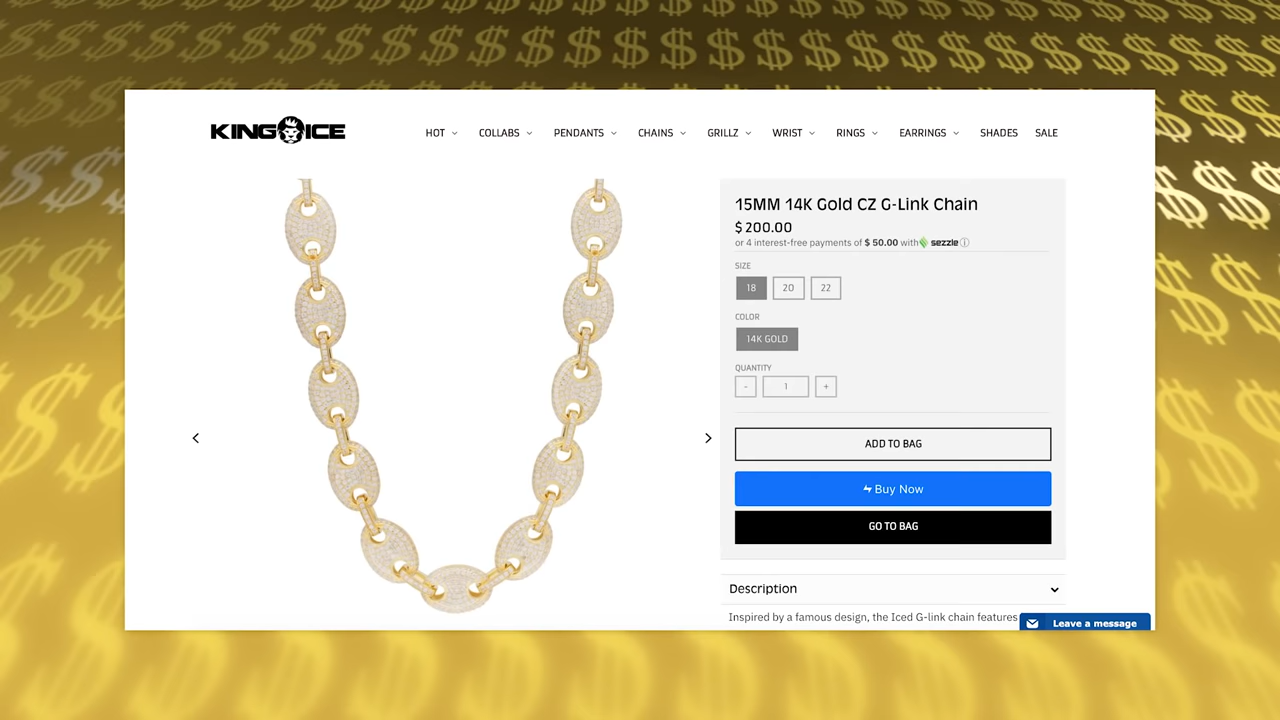 KING ICE
HOT COLLABS PENDANTS CHAINS GRILLZ WRIST RINGS EARRINGS SHADES SALE
15MM 14K Gold CZ G-Link Chain
$ 200.00
or 4 interest-free payments of $ 50.00 with sezzle
SIZE
18 20 22
COLOR
14K GOLD
QUANTITY
- 1 +
ADD TO BAG
Buy Now
GO TO BAG
Description
Inspired by a famous design, the Iced G-link chain features
Leave a message